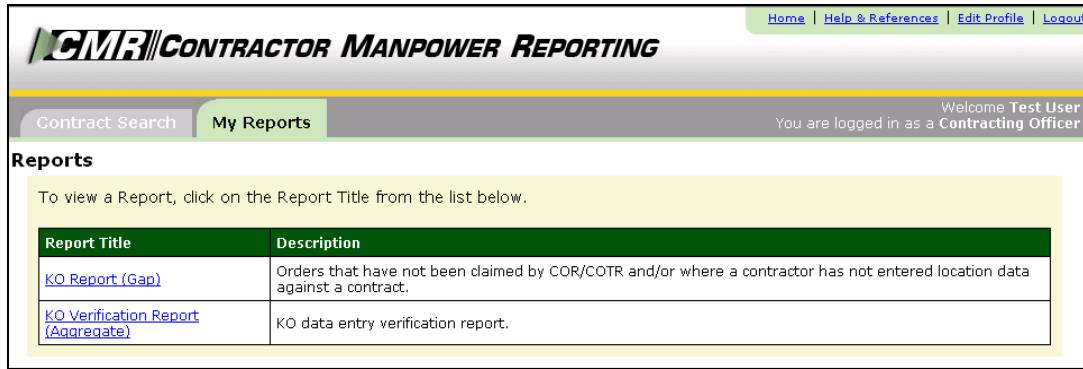 Home | Help & References | Edit Profile | Logout
CMR CONTRACTOR MANPOWER REPORTING
Contract Search My Reports
Welcome Test User
You are logged in as a Contracting Officer
Reports
To view a Report, click on the Report Title from the list below.
Report Title Description
KO Report (Gap) Orders that have not been claimed by COR/COTR and/or where a contractor has not entered location data
against a contract.
KO Verification Report
(Aggregate) KO data entry verification report.